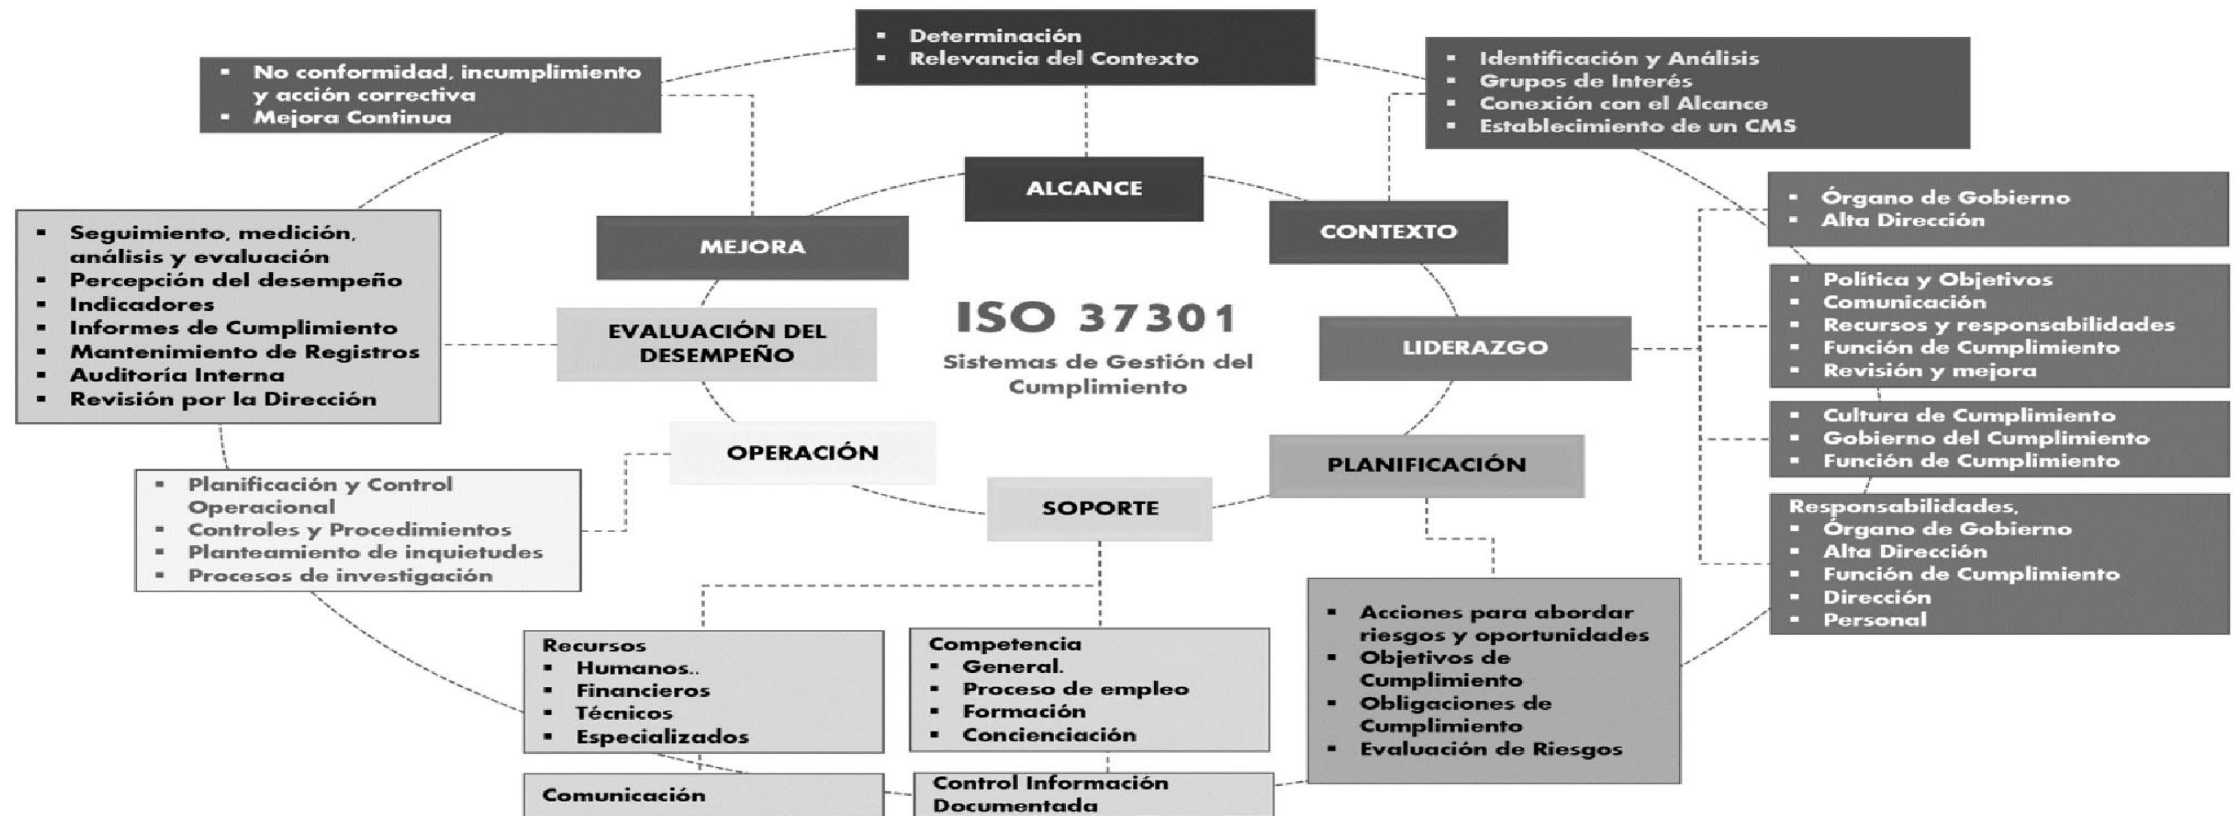 Determinación
Relevancia del Contexto
No conformidad, incumplimiento
y acción correctiva
Mejora Continua
Identificación y Análisis
Grupos de Interés
Conexión con el Alcance
Establecimiento de un CMS
ALCANCE
CONTEXTO
MEJORA
Órgano de Gobierno
Alta Dirección
Seguimiento, medición,
análisis y evaluación
Percepción del desempeño
Indicadores
Informes de Cumplimiento
Mantenimiento de Registros
Auditoría Interna
Revisión por la Dirección
EVALUACIÓN DEL
DESEMPEÑO
ISO 37301
Sistemas de Gestión del
Cumplimiento
LIDERAZGO
Política y Objetivos
Comunicación
Recursos y responsabilidades
Función de Cumplimiento
Revisión y mejora
Cultura de Cumplimiento
Gobierno del Cumplimiento
Función de Cumplimiento
OPERACIÓN
PLANIFICACIÓN
SOPORTE
Planificación y Control
Operacional
Controles y Procedimientos
Planteamiento de inquietudes
Procesos de investigación
Responsabilidades,
Órgano de Gobierno
Alta Dirección
Función de Cumplimiento
Dirección
Personal
Recursos
Humanos..
Financieros
Técnicos
Especializados
Competencia
General.
Proceso de empleo
Formación
Concienciación
Acciones para abordar
riesgos y oportunidades
Objetivos de
Cumplimiento
Obligaciones de
Cumplimiento
Evaluación de Riesgos
Comunicación
Control Información
Documentada